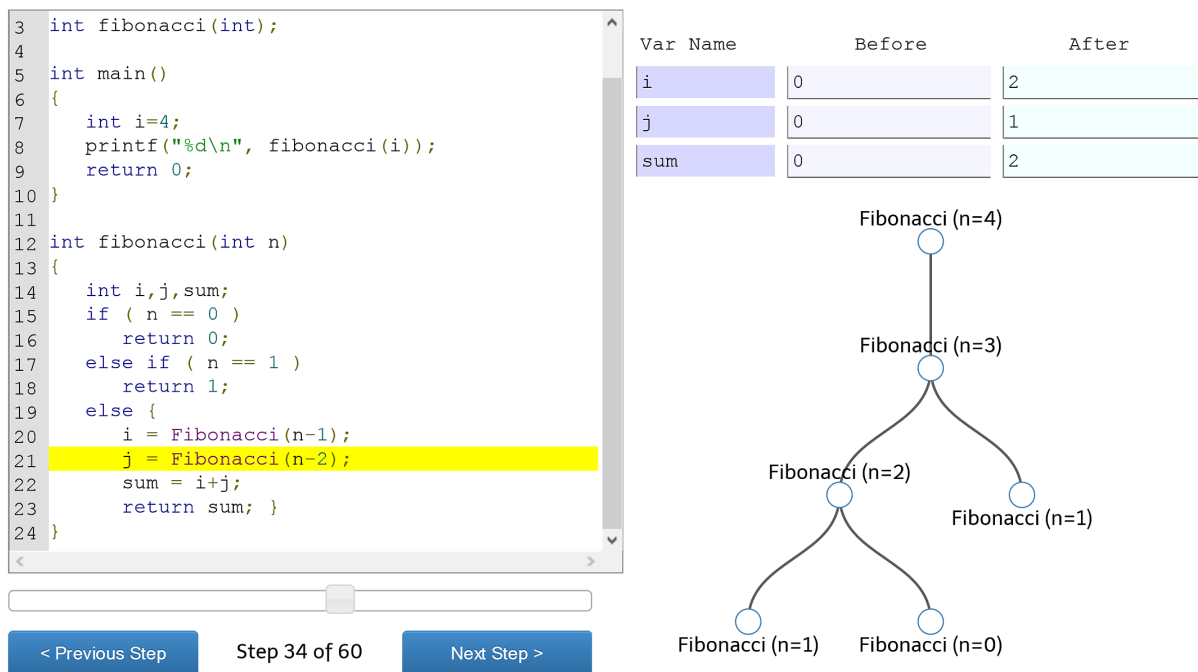 3 int fibonacci(int);
4
5 int main()
6 {
7 int i=4;
8 printf("%d\n", fibonacci(i));
9 return 0;
10 }
11
12 int fibonacci(int n)
13 {
14 int i,j,sum;
15 if ( n == 0 )
16 return 0;
17 else if ( n == 1 )
18 return 1;
19 else {
20 i = Fibonacci(n-1);
21 j = Fibonacci(n-2);
22 sum = i+j;
23 return sum; }
24 }
< Previous Step
Step 34 of 60
Next Step >
Var Name Before After
i 0 2
j 0 1
sum 0 2
Fibonacci (n=4)
Fibonacci (n=3)
Fibonacci (n=2)
Fibonacci (n=1)
Fibonacci (n=1)
Fibonacci (n=0)